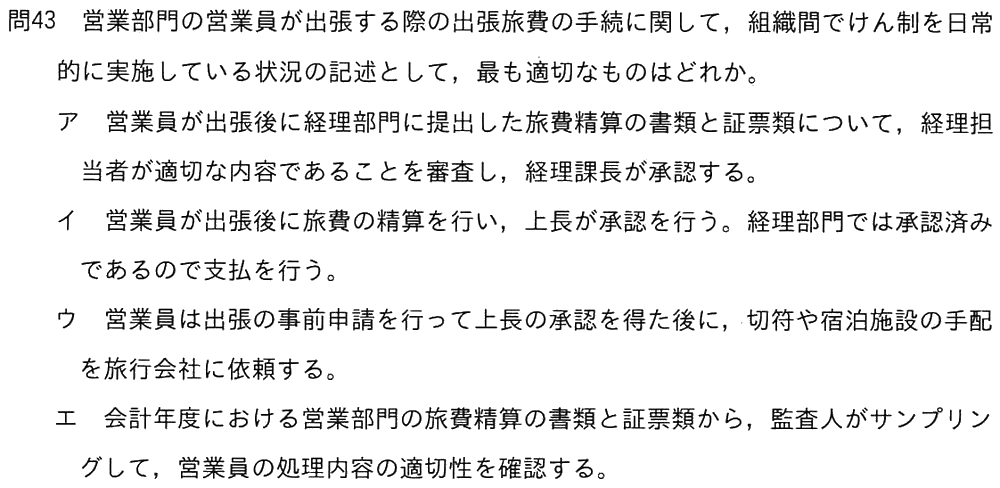 問43 営業部門の営業員が出張する際の出張旅費の手続に関して，組織間でけん制を日常
的に実施している状況の記述として，最も適切なものはどれか。
ア 営業員が出張後に経理部門に提出した旅費精算の書類と証票類について，経理担
当者が適切な内容であることを審査し，経理課長が承認する。
イ 営業員が出張後に旅費の精算を行い，上長が承認を行う。経理部門では承認済み
であるので支払を行う。
ウ 営業員は出張の事前申請を行って上長の承認を得た後に，切符や宿泊施設の手配
を旅行会社に依頼する。
エ 会計年度における営業部門の旅費精算の書類と証票類から，監査人がサンプリン
グして，営業員の処理内容の適切性を確認する。